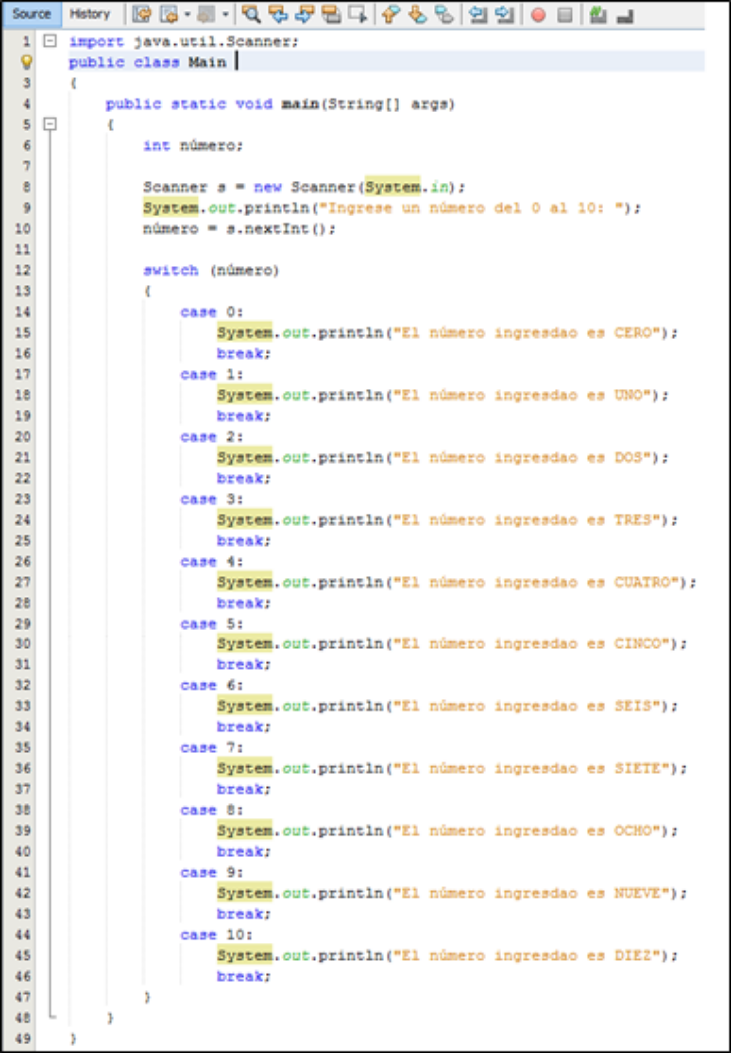 Source History
1 import java.util.Scanner;
public class Main
3 {
4 public static void main(String[] args)
5 {
6 int número;
7
8 Scanner s = new Scanner(System.in);
9 System.out.println("Ingrese un número del 0 al 10: ");
10 número = s.nextInt();
11
12 switch (número)
13 {
14 case 0:
15 System.out.println("El número ingresdao es CERO");
16 break;
17 case 1:
18 System.out.println("El número ingresdao es UNO");
19 break;
20 case 2:
21 System.out.println("El número ingresdao es DOS");
22 break;
23 case 3:
24 System.out.println("El número ingresdao es TRES");
25 break;
26 case 4:
27 System.out.println("El número ingresdao es CUATRO");
28 break;
29 case 5:
30 System.out.println("El número ingresdao es CINCO");
31 break;
32 case 6:
33 System.out.println("El número ingresdao es SEIS");
34 break;
35 case 7:
36 System.out.println("El número ingresdao es SIETE");
37 break;
38 case 8:
39 System.out.println("El número ingresdao es OCHO");
40 break;
41 case 9:
42 System.out.println("El número ingresdao es NUEVE");
43 break;
44 case 10:
45 System.out.println("El número ingresdao es DIEZ");
46 break;
47 }
48 }
49 }